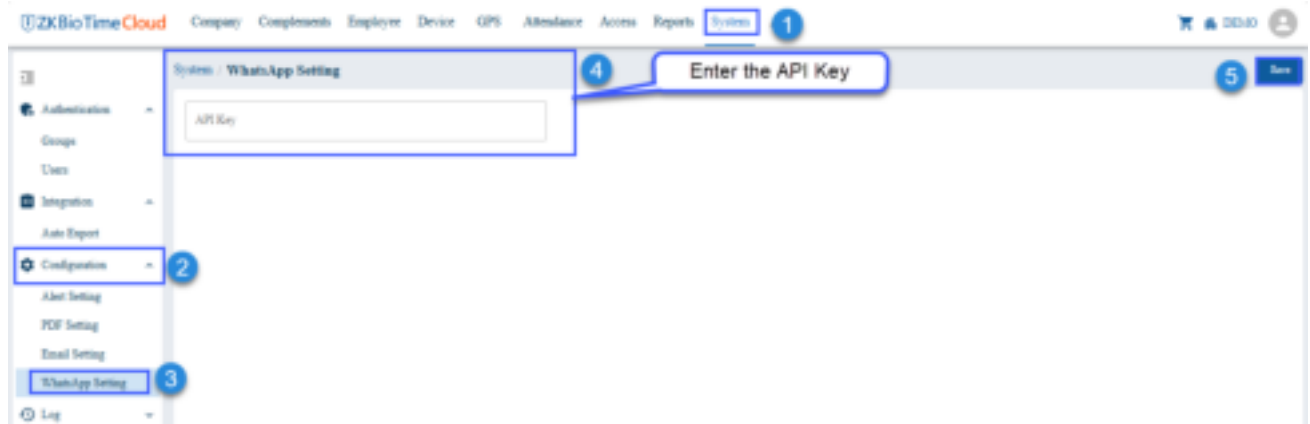 ZKBioTime Cloud Company Complements Employee Device GPS Attendance Access Reports System 1 DEMO
System / WhatsApp Setting 4 Enter the API Key 5 Save
Authentication
API Key
Groups
Users
Integration
Auto Export
Configuration 2
Alert Setting
PDF Setting
Email Setting
WhatsApp Setting 3
Log